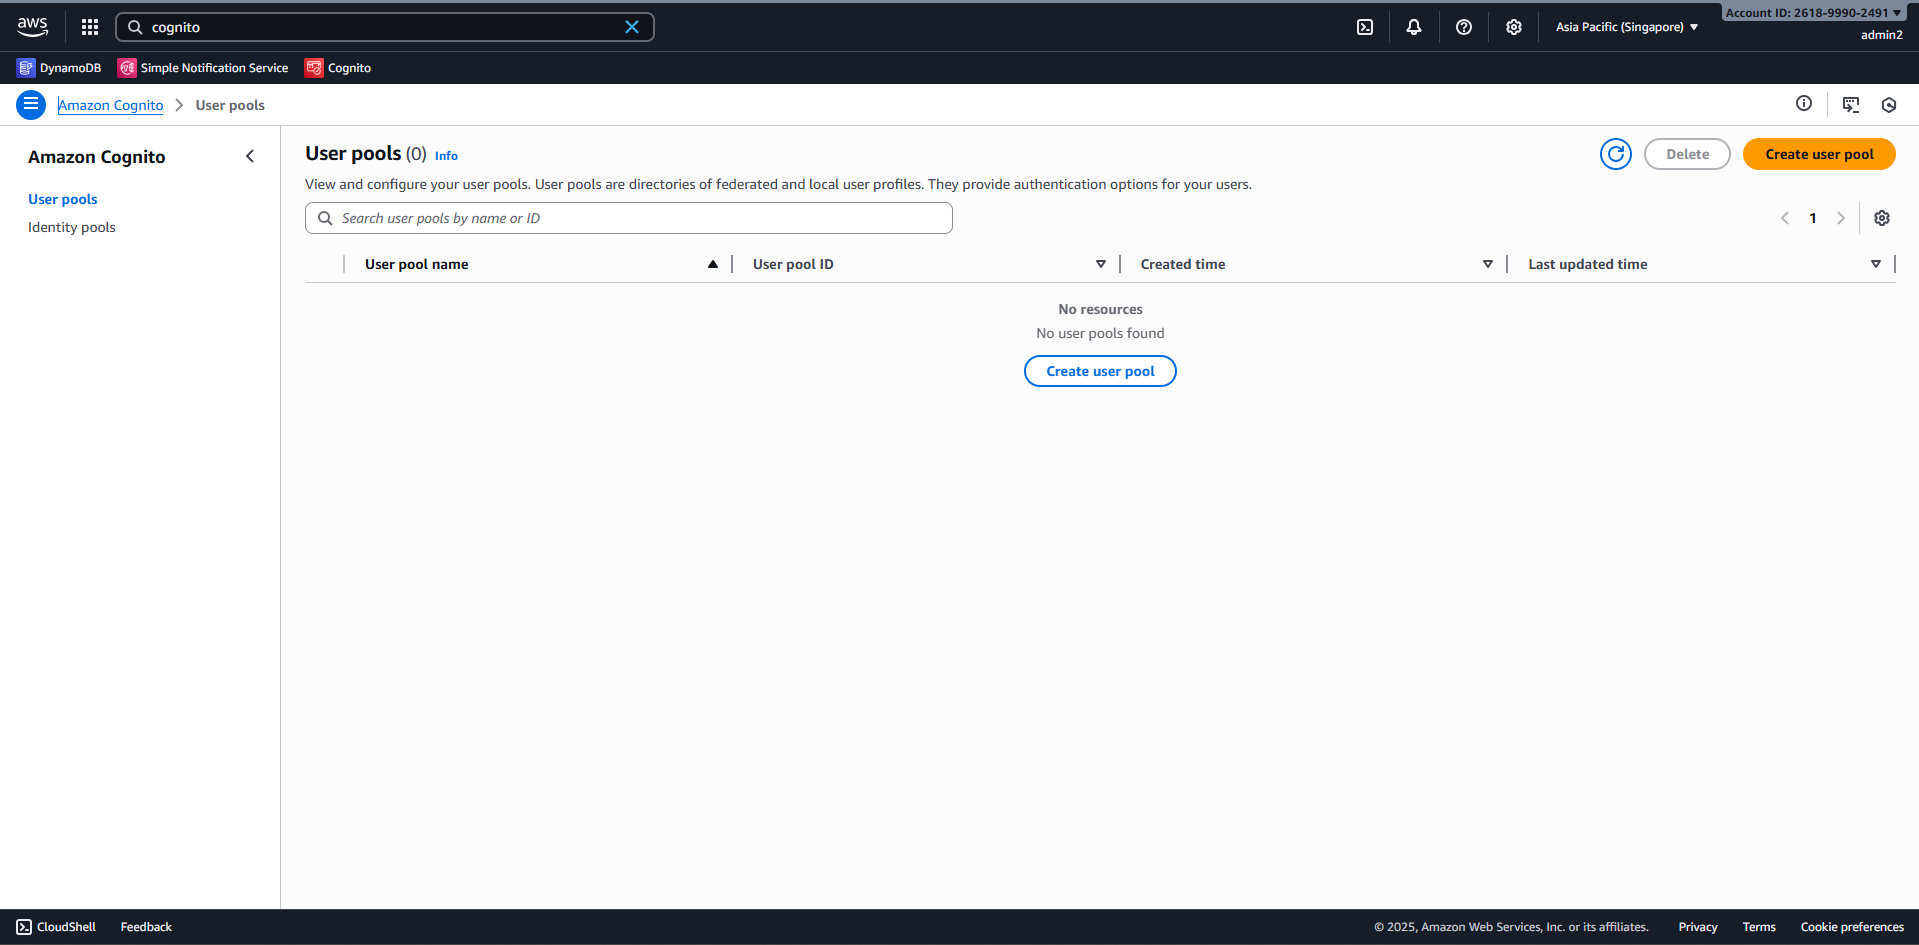 aws
cognito
Asia Pacific (Singapore)
Account ID: 2618-9990-2491
admin2
DynamoDB
Simple Notification Service
Cognito
Amazon Cognito
User pools
Amazon Cognito
User pools
Identity pools
User pools (0) Info
Delete
Create user pool
View and configure your user pools. User pools are directories of federated and local user profiles. They provide authentication options for your users.
Search user pools by name or ID
1
User pool name
User pool ID
Created time
Last updated time
No resources
No user pools found
Create user pool
CloudShell
Feedback
© 2025, Amazon Web Services, Inc. or its affiliates.
Privacy
Terms
Cookie preferences